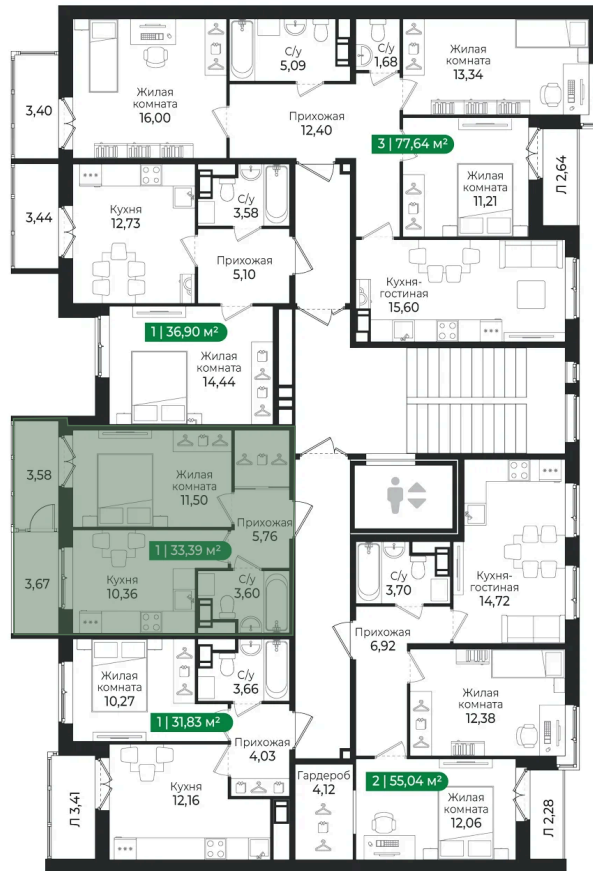 3,40
Жилая
комната
16,00
С/у
5,09
С/у
1,68
Жилая
комната
13,34
Прихожая
12,40
3 | 77,64 м²
Жилая
комната
11,21
Л 2,64
3,44
Кухня
12,73
С/у
3,58
Прихожая
5,10
Кухня-
гостиная
15,60
1 | 36,90 м²
Жилая
комната
14,44
3,58
Жилая
комната
11,50
Прихожая
5,76
1 | 33,39 м²
3,67
Кухня
10,36
С/у
3,60
С/у
3,70
Кухня-
гостиная
14,72
Прихожая
6,92
Жилая
комната
10,27
С/у
3,66
1 | 31,83 м²
Прихожая
4,03
Жилая
комната
12,38
Л 3,41
Кухня
12,16
Гардероб
4,12
2 | 55,04 м²
Жилая
комната
12,06
Л 2,28